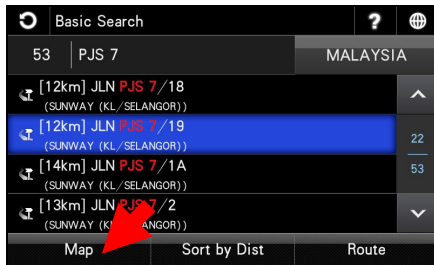 Basic Search ?
53 PJS 7 MALAYSIA
[12km] JLN PJS 7/18
(SUNWAY (KL/SELANGOR))
[12km] JLN PJS 7/19
(SUNWAY (KL/SELANGOR))
22
53
[14km] JLN PJS 7/1A
(SUNWAY (KL/SELANGOR))
[13km] JLN PJS 7/2
(SUNWAY ANGOR))
Map Sort by Dist Route